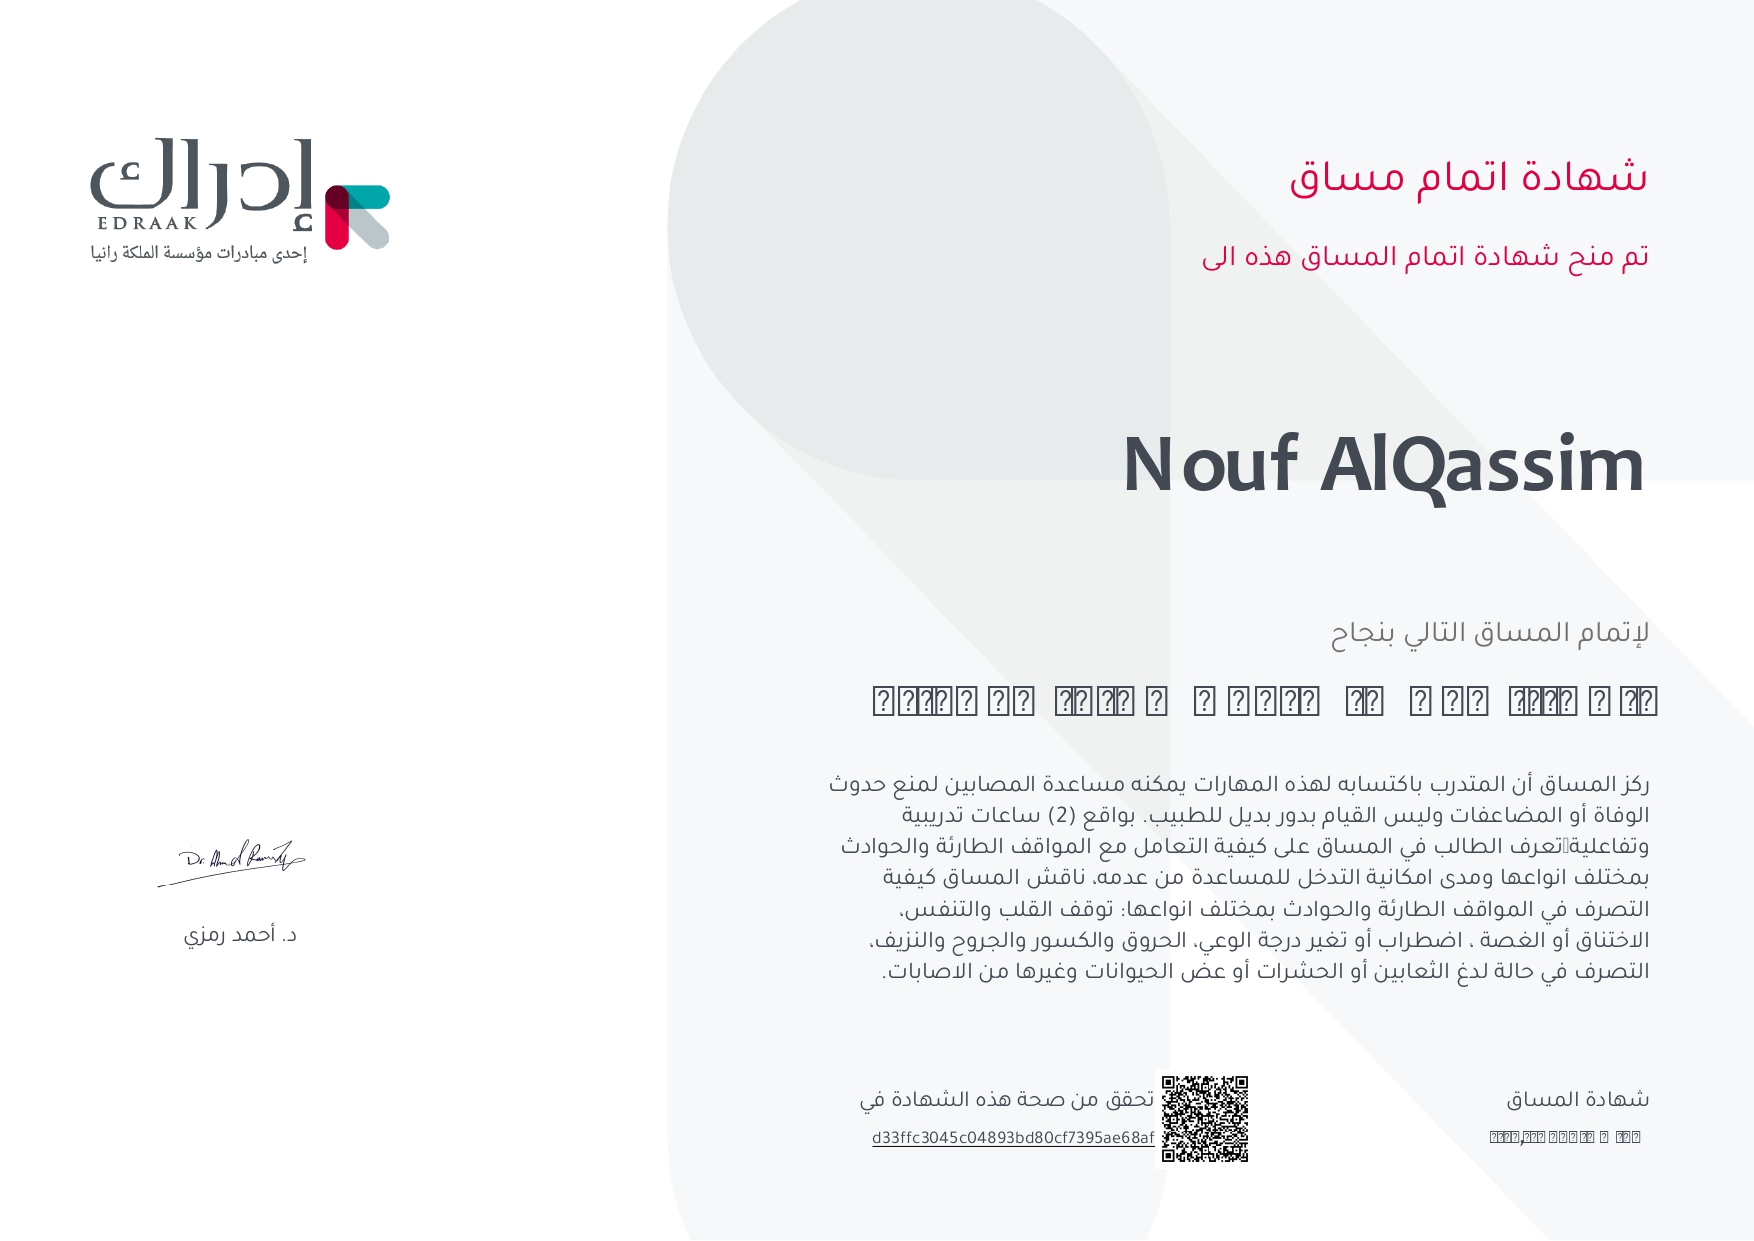 إدراك
EDRAAK
إحدى مبادرات مؤسسة الملكة رانيا
شهادة اتمام مساق
تم منح شهادة اتمام المساق هذه الى
Nouf AlQassim
لإتمام المساق التالي بنجاح
ركز المساق أن المتدرب باكتسابه لهذه المهارات يمكنه مساعدة المصابين لمنع حدوث
الوفاة أو المضاعفات وليس القيام بدور بديل للطبيب. بواقع (2) ساعات تدريبية
وتفاعلية تعرف الطالب في المساق على كيفية التعامل مع المواقف الطارئة والحوادث
بمختلف انواعها ومدى امكانية التدخل للمساعدة من عدمه، ناقش المساق كيفية
التصرف في المواقف الطارئة والحوادث بمختلف انواعها: توقف القلب والتنفس،
الاختناق أو الغصة ، اضطراب أو تغير درجة الوعي، الحروق والكسور والجروح والنزيف،
التصرف في حالة لدغ الثعابين أو الحشرات أو عض الحيوانات وغيرها من الاصابات.
Dr. Ahmed Ramzy
د. أحمد رمزي
شهادة المساق
تحقق من صحة هذه الشهادة في
d33ffc3045c04893bd80cf7395ae68af